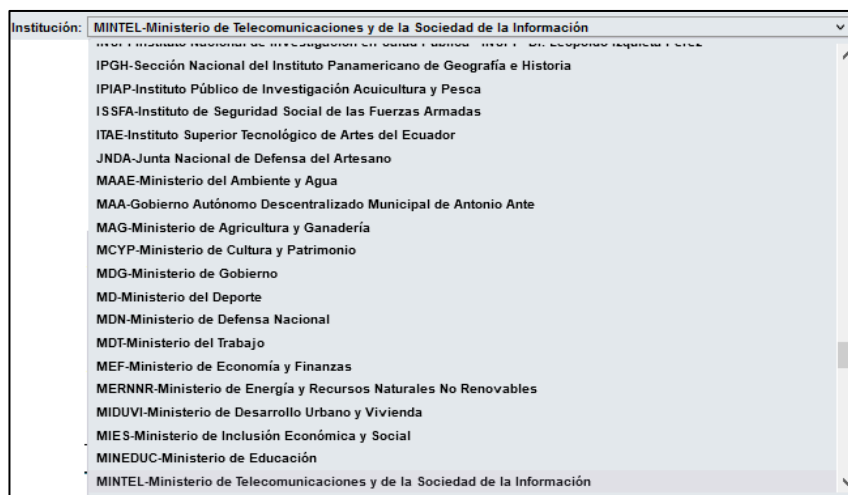 Institución: MINTEL-Ministerio de Telecomunicaciones y de la Sociedad de la Información
IPGH-Sección Nacional del Instituto Panamericano de Geografía e Historia
IPIAP-Instituto Público de Investigación Acuicultura y Pesca
ISSFA-Instituto de Seguridad Social de las Fuerzas Armadas
ITAE-Instituto Superior Tecnológico de Artes del Ecuador
JNDA-Junta Nacional de Defensa del Artesano
MAAE-Ministerio del Ambiente y Agua
MAA-Gobierno Autónomo Descentralizado Municipal de Antonio Ante
MAG-Ministerio de Agricultura y Ganadería
MCYP-Ministerio de Cultura y Patrimonio
MDG-Ministerio de Gobierno
MD-Ministerio del Deporte
MDN-Ministerio de Defensa Nacional
MDT-Ministerio del Trabajo
MEF-Ministerio de Economía y Finanzas
MERNNR-Ministerio de Energía y Recursos Naturales No Renovables
MIDUVI-Ministerio de Desarrollo Urbano y Vivienda
MIES-Ministerio de Inclusión Económica y Social
MINEDUC-Ministerio de Educación
MINTEL-Ministerio de Telecomunicaciones y de la Sociedad de la Información